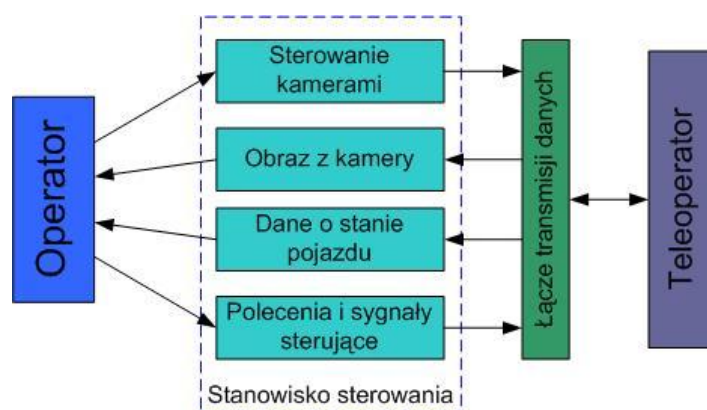 Operator
Sterowanie
kamerami
Obraz z kamery
Dane o stanie
pojazdu
Polecenia i sygnały
sterujące
Stanowisko sterowania
Łącze transmisji danych
Teleoperator